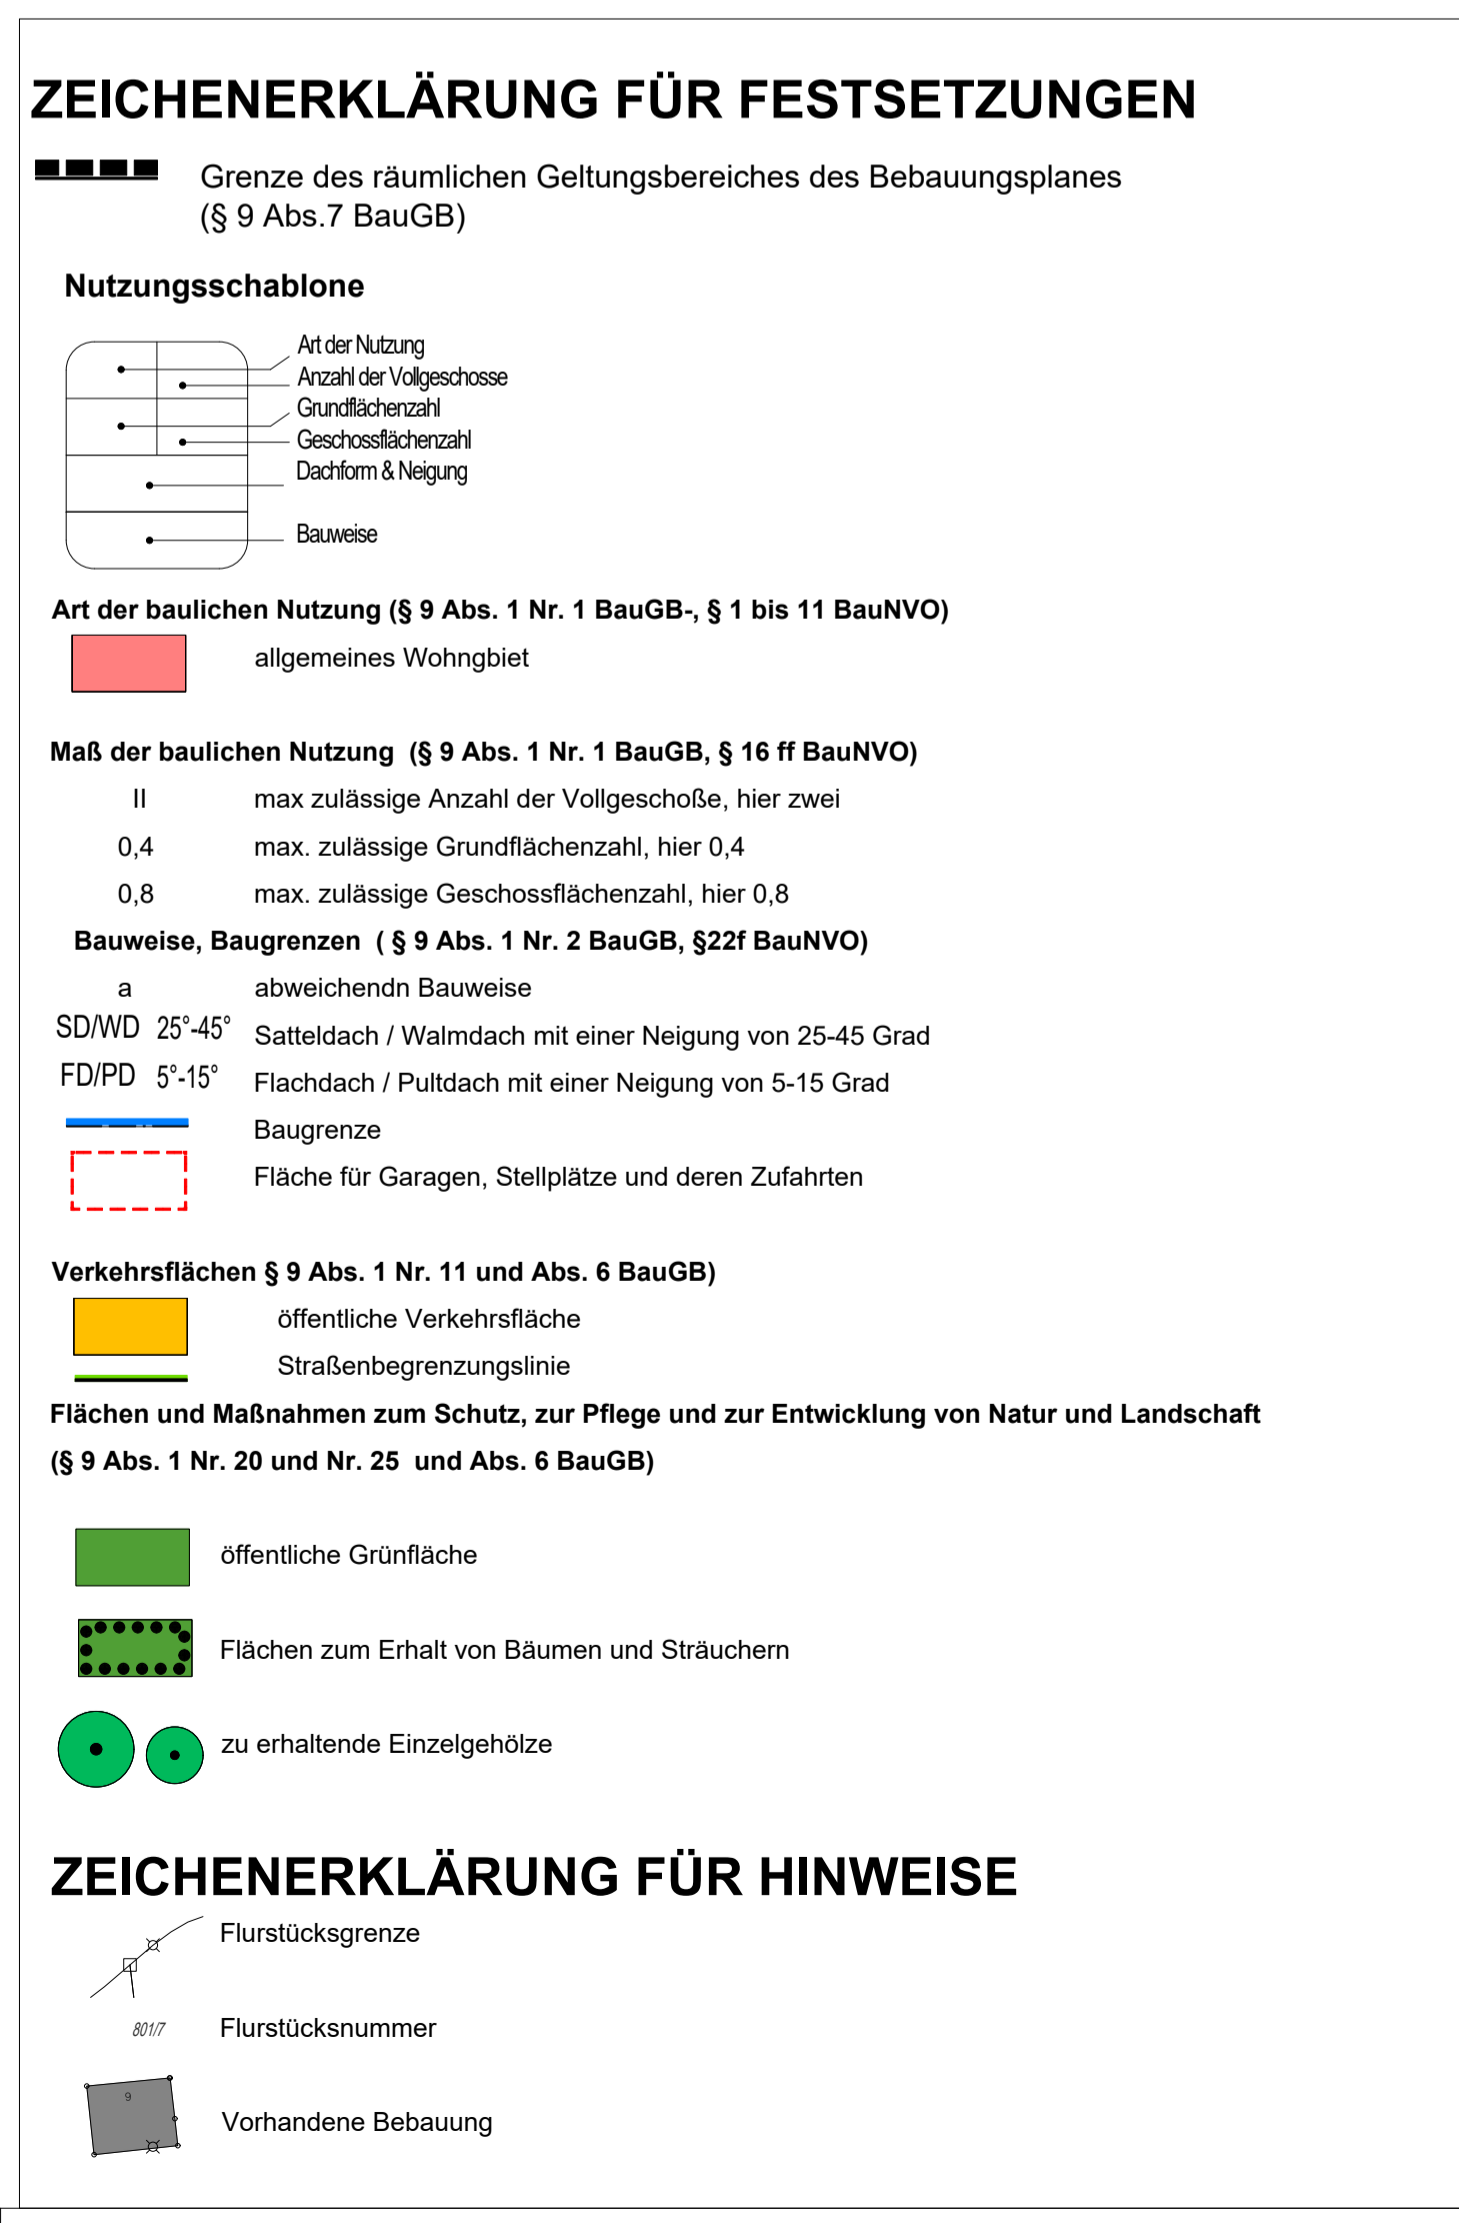 ZEICHENERKLÄRUNG FÜR FESTSETZUNGEN
Grenze des räumlichen Geltungsbereiches des Bebauungsplanes
(§ 9 Abs.7 BauGB)
Nutzungsschablone
Art der Nutzung
Anzahl der Vollgeschosse
Grundflächenzahl
Geschossflächenzahl
Dachform & Neigung
Bauweise
Art der baulichen Nutzung (§ 9 Abs. 1 Nr. 1 BauGB-, § 1 bis 11 BauNVO)
allgemeines Wohngbiet
Maß der baulichen Nutzung (§ 9 Abs. 1 Nr. 1 BauGB, § 16 ff BauNVO)
II max zulässige Anzahl der Vollgeschoße, hier zwei
0,4 max. zulässige Grundflächenzahl, hier 0,4
0,8 max. zulässige Geschossflächenzahl, hier 0,8
Bauweise, Baugrenzen ( § 9 Abs. 1 Nr. 2 BauGB, §22f BauNVO)
a abweichendn Bauweise
SD/WD 25°-45° Satteldach / Walmdach mit einer Neigung von 25-45 Grad
FD/PD 5°-15° Flachdach / Pultdach mit einer Neigung von 5-15 Grad
Baugrenze
Fläche für Garagen, Stellplätze und deren Zufahrten
Verkehrsflächen § 9 Abs. 1 Nr. 11 und Abs. 6 BauGB)
öffentliche Verkehrsfläche
Straßenbegrenzungslinie
Flächen und Maßnahmen zum Schutz, zur Pflege und zur Entwicklung von Natur und Landschaft
(§ 9 Abs. 1 Nr. 20 und Nr. 25 und Abs. 6 BauGB)
öffentliche Grünfläche
Flächen zum Erhalt von Bäumen und Sträuchern
zu erhaltende Einzelgehölze
ZEICHENERKLÄRUNG FÜR HINWEISE
Flurstücksgrenze
801/7 Flurstücksnummer
9
Vorhandene Bebauung